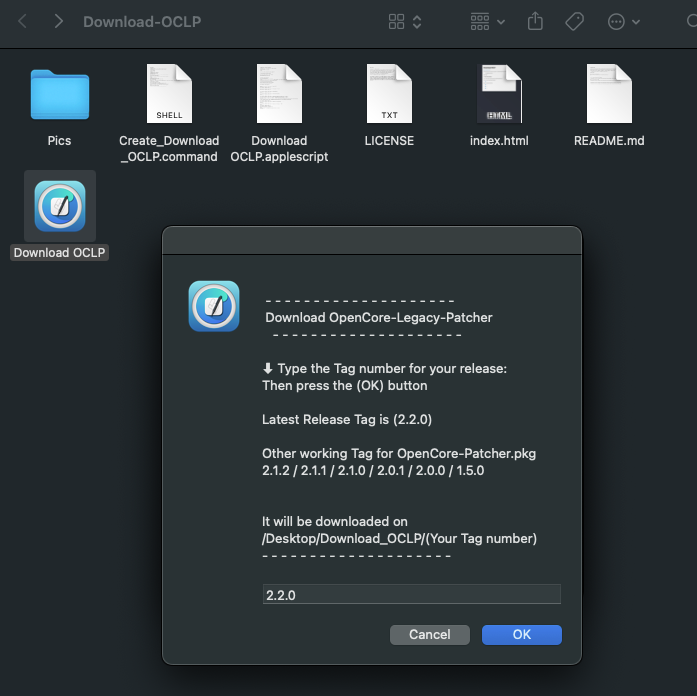 Download-OCLP
SHELL
TXT
HTML
Pics
Create_Download
_OCLP.command
Download
OCLP.applescript
LICENSE
index.html
README.md
Download OCLP
- - - - - - - - - - - - - - - - - - - -
Download OpenCore-Legacy-Patcher
- - - - - - - - - - - - - - - - - - - -
⬇ Type the Tag number for your release:
Then press the (OK) button
Latest Release Tag is (2.2.0)
Other working Tag for OpenCore-Patcher.pkg
2.1.2 / 2.1.1 / 2.1.0 / 2.0.1 / 2.0.0 / 1.5.0
It will be downloaded on
/Desktop/Download_OCLP/(Your Tag number)
- - - - - - - - - - - - - - - - - - - -
2.2.0
Cancel
OK